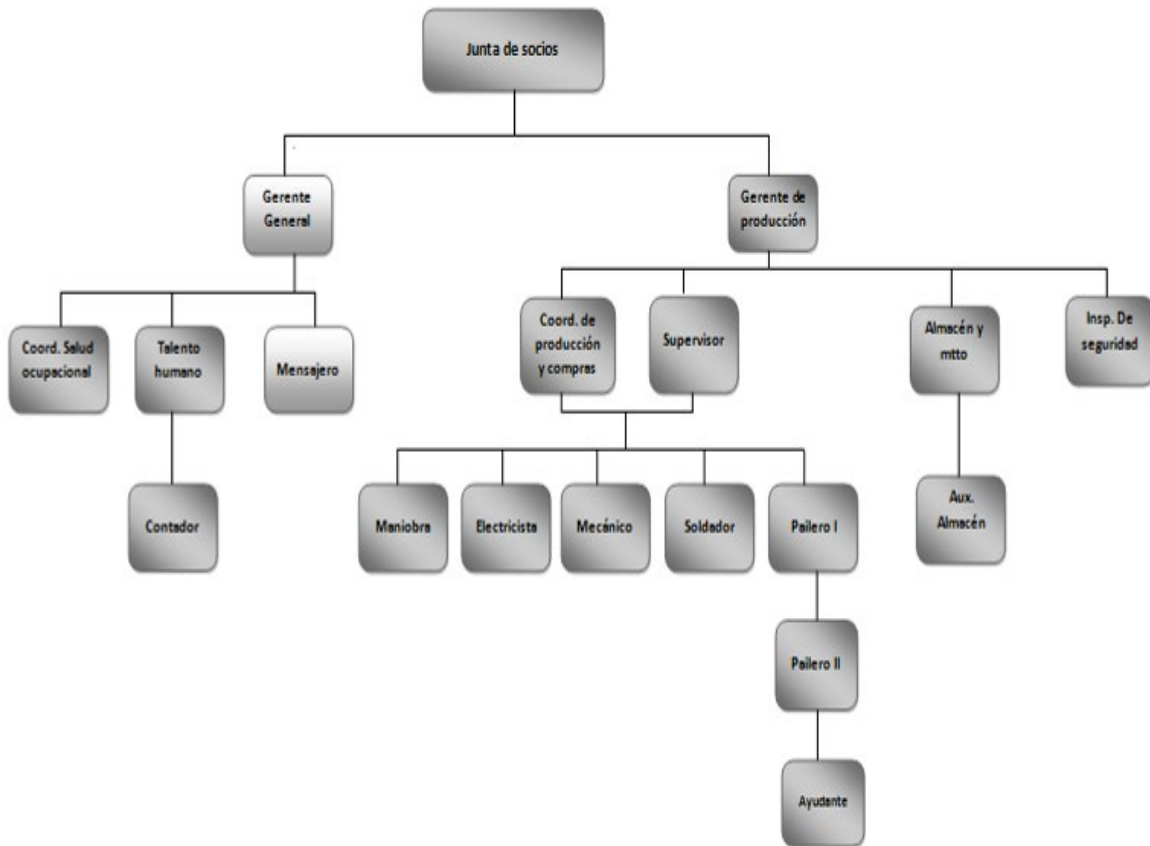 Junta de socios
Gerente
General
Gerente de
producción
Coord. Salud
ocupacional
Talento
humano
Mensajero
Coord. de
producción
y compras
Supervisor
Almacén y
mtto
Insp. De
seguridad
Contador
Maniobra
Electricista
Mecánico
Soldador
Pailero I
Aux.
Almacén
Pailero II
Ayudante